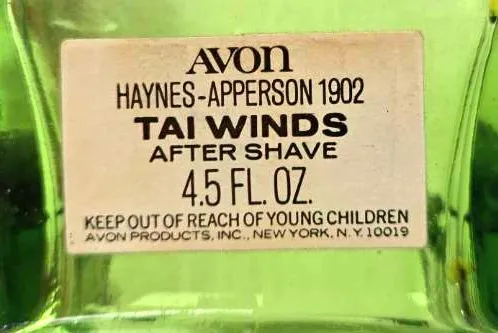 AVON
HAYNES-APPERSON 1902
TAI WINDS
AFTER SHAVE
4.5 FL. OZ.
KEEP OUT OF REACH OF YOUNG CHILDREN
AVON PRODUCTS, INC., NEW YORK, N.Y. 10019